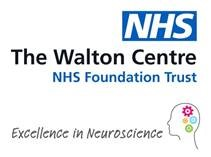 NHS
The Walton Centre
NHS Foundation Trust
Excellence in Neuroscience